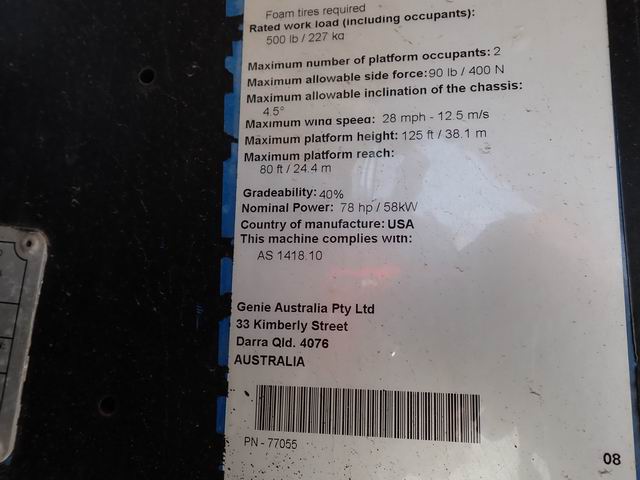 Foam tires required
Rated work load (including occupants):
500 lb / 227 kg
Maximum number of platform occupants: 2
Maximum allowable side force: 90 lb / 400 N
Maximum allowable inclination of the chassis:
4.5°
Maximum wind speed: 28 mph - 12.5 m/s
Maximum platform height: 125 ft / 38.1 m
Maximum platform reach:
80 ft / 24.4 m
Gradeability: 40%
Nominal Power: 78 hp / 58kW
Country of manufacture: USA
This machine complies with:
AS 1418.10
Genie Australia Pty Ltd
33 Kimberly Street
Darra Qld. 4076
AUSTRALIA
PN - 77055
08